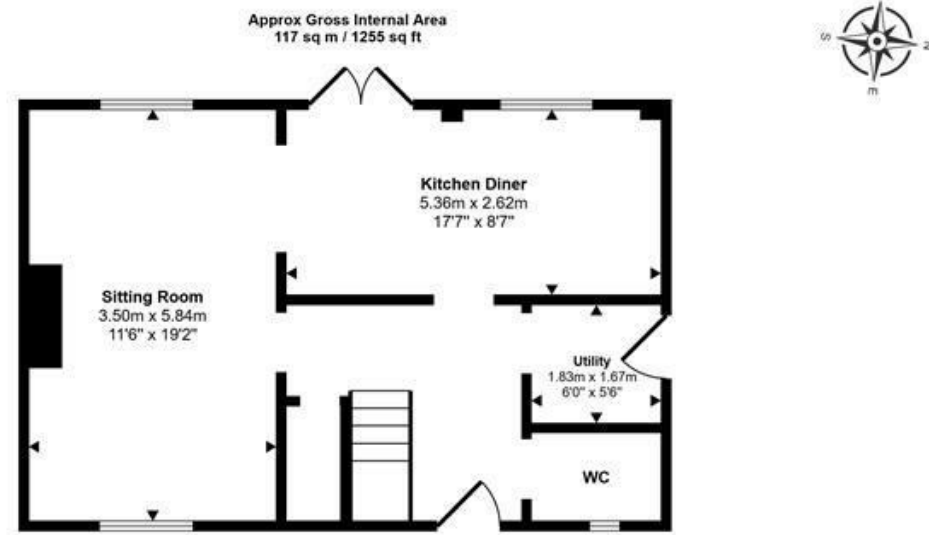 Approx Gross Internal Area
117 sq m / 1255 sq ft
S
N
E
Kitchen Diner
5.36m x 2.62m
17'7" x 8'7"
Sitting Room
3.50m x 5.84m
11'6" x 19'2"
Utility
1.83m x 1.67m
6'0" x 5'6"
WC